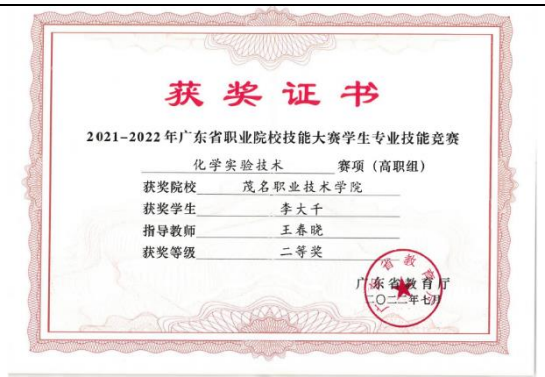 获奖证书
2021-2022年广东省职业院校技能大赛学生专业技能竞赛
化学实验技术 赛项（高职组）
获奖院校 茂名职业技术学院
获奖学生 李大千
指导教师 王春晓
获奖等级 二等奖
广东省教育厅
二〇二二年七月